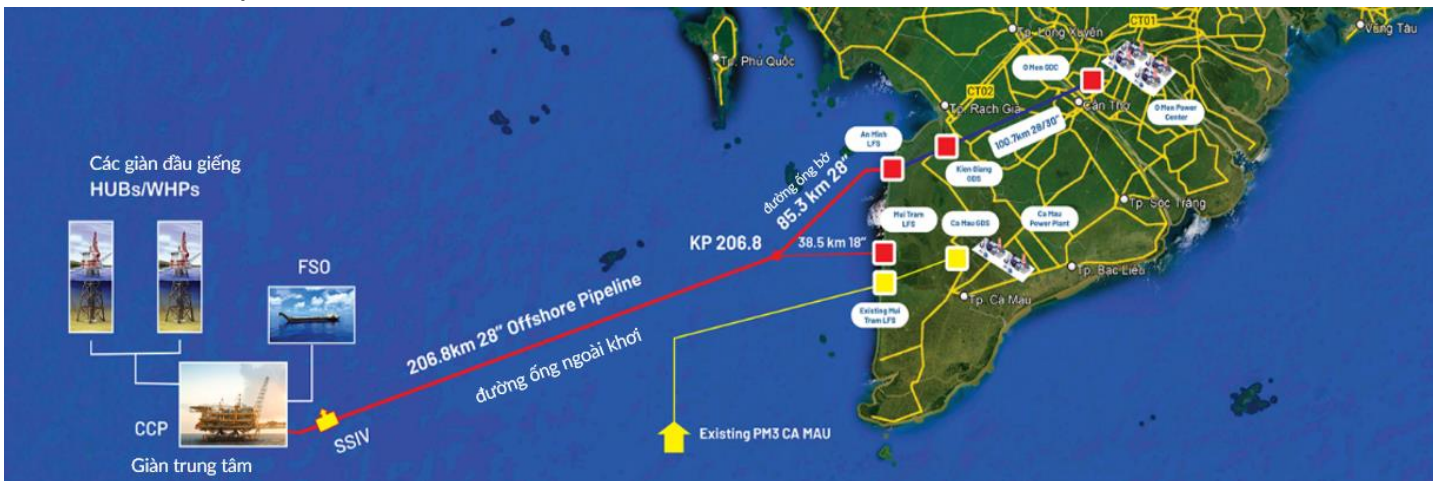 CT01
Tp. Long Xuyên
Vũng Tàu
Tp. Phú Quốc
O Mon GDC
CT02
Tp. Rạch Giá
Cần Thơ
O Mon Power
Center
100.7km 28/30"
An Minh
LFS
Kien Giang
GDS
Các giàn đầu giếng
HUBs/WHPs
đường ống bờ
85.3 km 28"
Mui Tram
LFS
Ca Mau GDS
Ca Mau
Power Plant
Tp. Sóc Trăng
KP 206.8
38.5 km 18"
FSO
Tp. Bạc Liêu
Tp. Cà Mau
Existing Mui
Tram LFS
206.8km 28" Offshore Pipeline
đường ống ngoài khơi
CCP
SSIV
Existing PM3 CA MAU
Giàn trung tâm